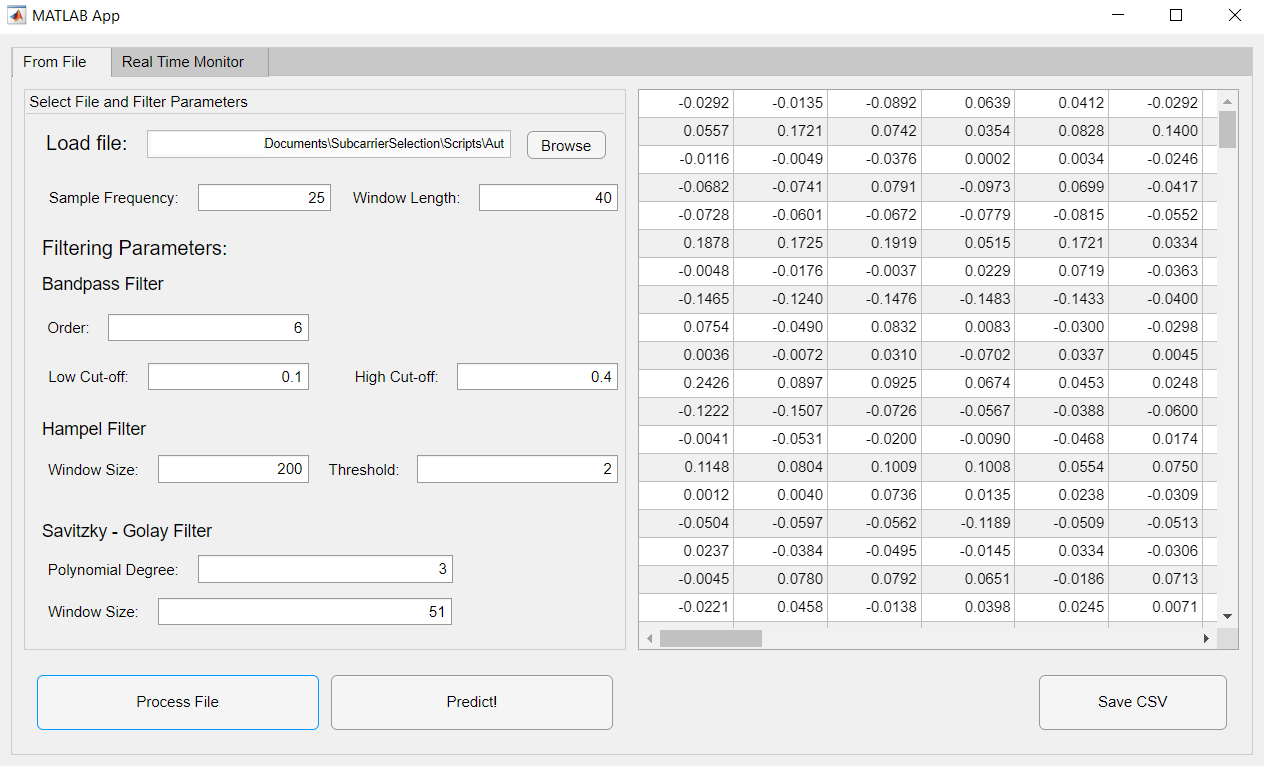 MATLAB App
From File Real Time Monitor
Select File and Filter Parameters
Load file: Documents\SubcarrierSelection\Scripts\Aut Browse
Sample Frequency: 25 Window Length: 40
Filtering Parameters:
Bandpass Filter
Order: 6
Low Cut-off: 0.1 High Cut-off: 0.4
Hampel Filter
Window Size: 200 Threshold: 2
Savitzky - Golay Filter
Polynomial Degree: 3
Window Size: 51
-0.0292 -0.0135 -0.0892 0.0639 0.0412 -0.0292
0.0557 0.1721 0.0742 0.0354 0.0828 0.1400
-0.0116 -0.0049 -0.0376 0.0002 0.0034 -0.0246
-0.0682 -0.0741 0.0791 -0.0973 0.0699 -0.0417
-0.0728 -0.0601 -0.0672 -0.0779 -0.0815 -0.0552
0.1878 0.1725 0.1919 0.0515 0.1721 0.0334
-0.0048 -0.0176 -0.0037 0.0229 0.0719 -0.0363
-0.1465 -0.1240 -0.1476 -0.1483 -0.1433 -0.0400
0.0754 -0.0490 0.0832 0.0083 -0.0300 -0.0298
0.0036 -0.0072 0.0310 -0.0702 0.0337 0.0045
0.2426 0.0897 0.0925 0.0674 0.0453 0.0248
-0.1222 -0.1507 -0.0726 -0.0567 -0.0388 -0.0600
-0.0041 -0.0531 -0.0200 -0.0090 -0.0468 0.0174
0.1148 0.0804 0.1009 0.1008 0.0554 0.0750
0.0012 0.0040 0.0736 0.0135 0.0238 -0.0309
-0.0504 -0.0597 -0.0562 -0.1189 -0.0509 -0.0513
0.0237 -0.0384 -0.0495 -0.0145 0.0334 -0.0306
-0.0045 0.0780 0.0792 0.0651 -0.0186 0.0713
-0.0221 0.0458 -0.0138 0.0398 0.0245 0.0071
Process File Predict! Save CSV